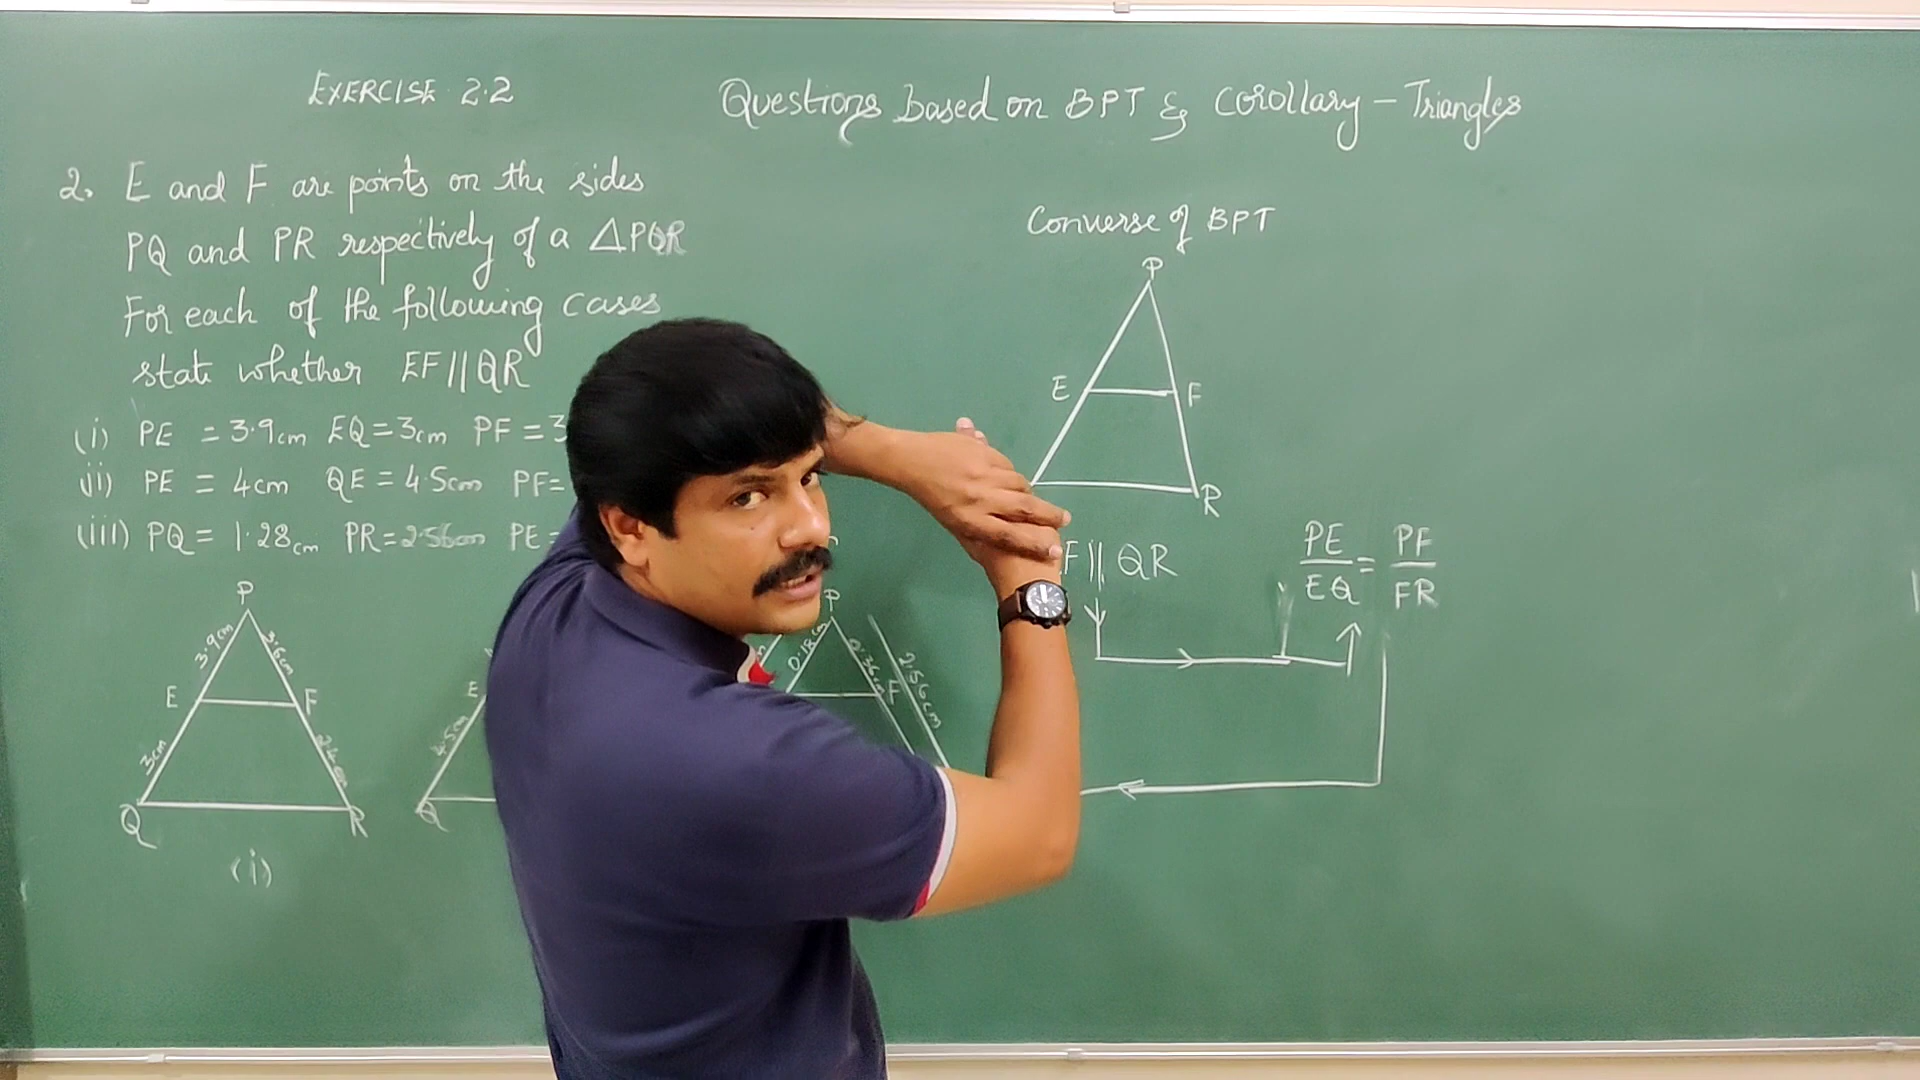 EXERCISE 2.2
Questions based on BPT & Corollary - Triangles
2. E and F are points on the sides
PQ and PR respectively of a △PQR
For each of the following cases
state whether EF || QR
(i) PE = 3.9cm EQ = 3cm PF = 3
(ii) PE = 4cm QE = 4.5cm PF =
(iii) PQ = 1.28cm PR = 2.56cm PE =
Converse of BPT
P
E F
R
F || QR
PE/EQ = PF/FR
P
3.9cm 3.6cm
E F
3cm 2.4cm
Q R
(i)
E
4.5cm
Q
P
0.18cm 0.36cm
F 2.56cm